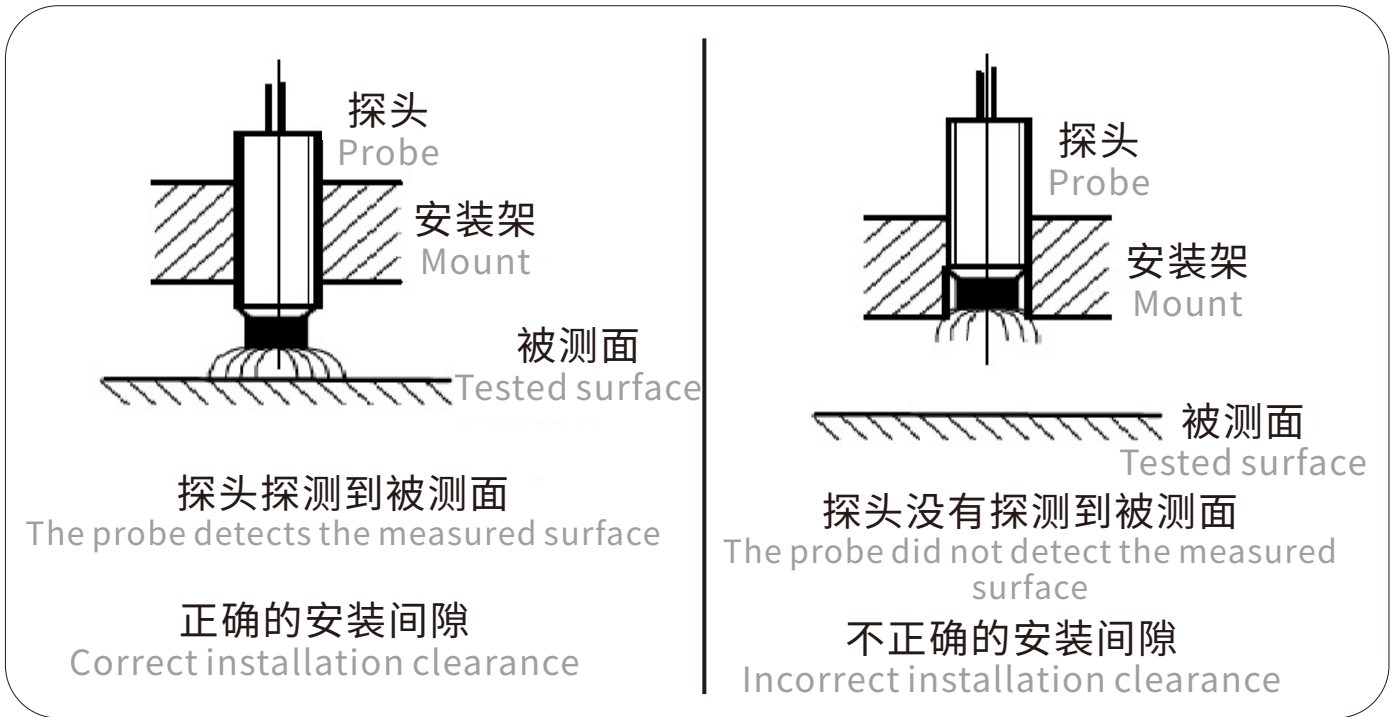 探头
Probe
安装架
Mount
被测面
Tested surface
探头探测到被测面
The probe detects the measured surface
正确的安装间隙
Correct installation clearance
探头
Probe
安装架
Mount
被测面
Tested surface
探头没有探测到被测面
The probe did not detect the measured
surface
不正确的安装间隙
Incorrect installation clearance